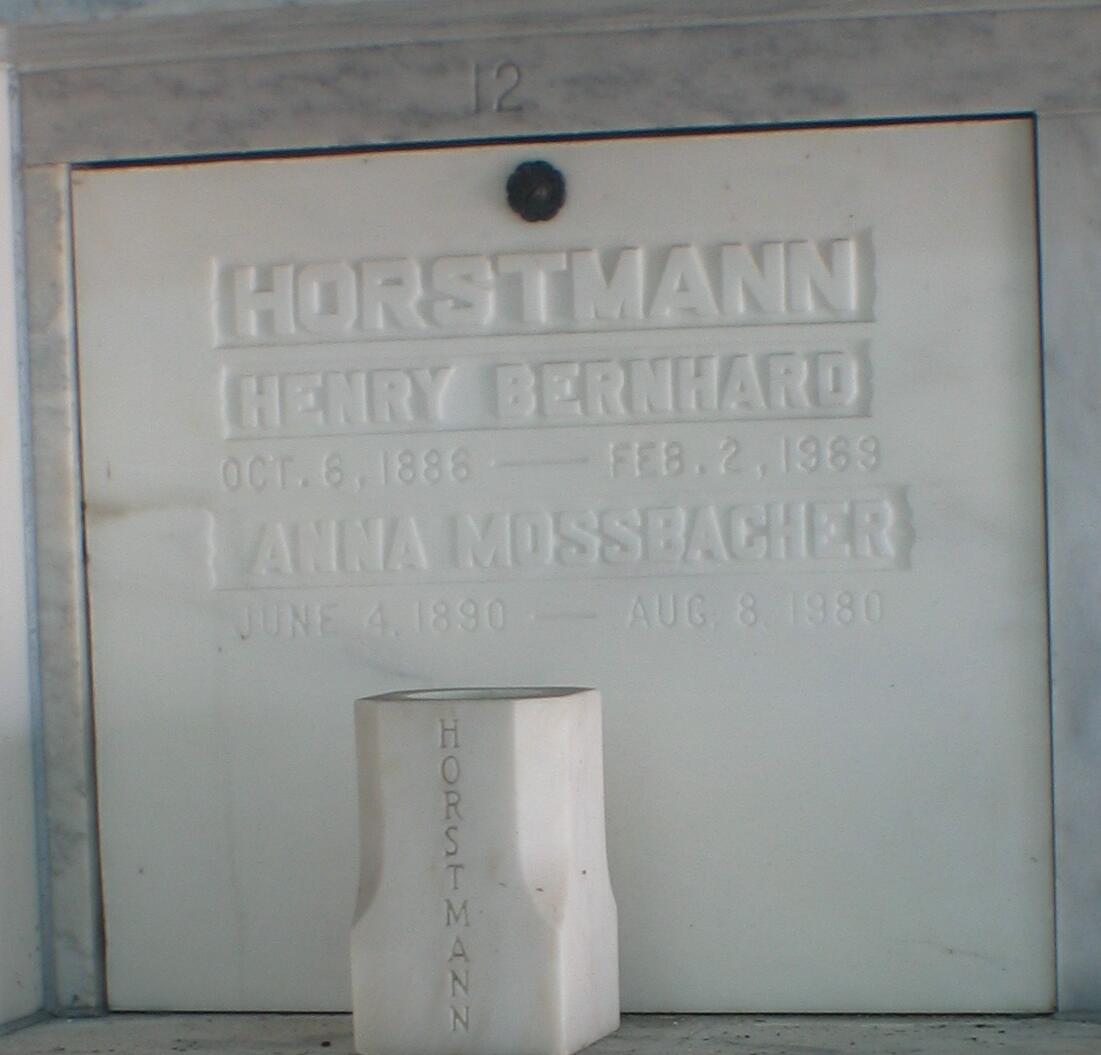 12
HORSTMANN
HENRY BERNHARD
OCT. 6, 1886 — FEB. 2, 1969
ANNA MOSSBACHER
JUNE 4, 1890 — AUG. 8, 1980
HORSTMANN